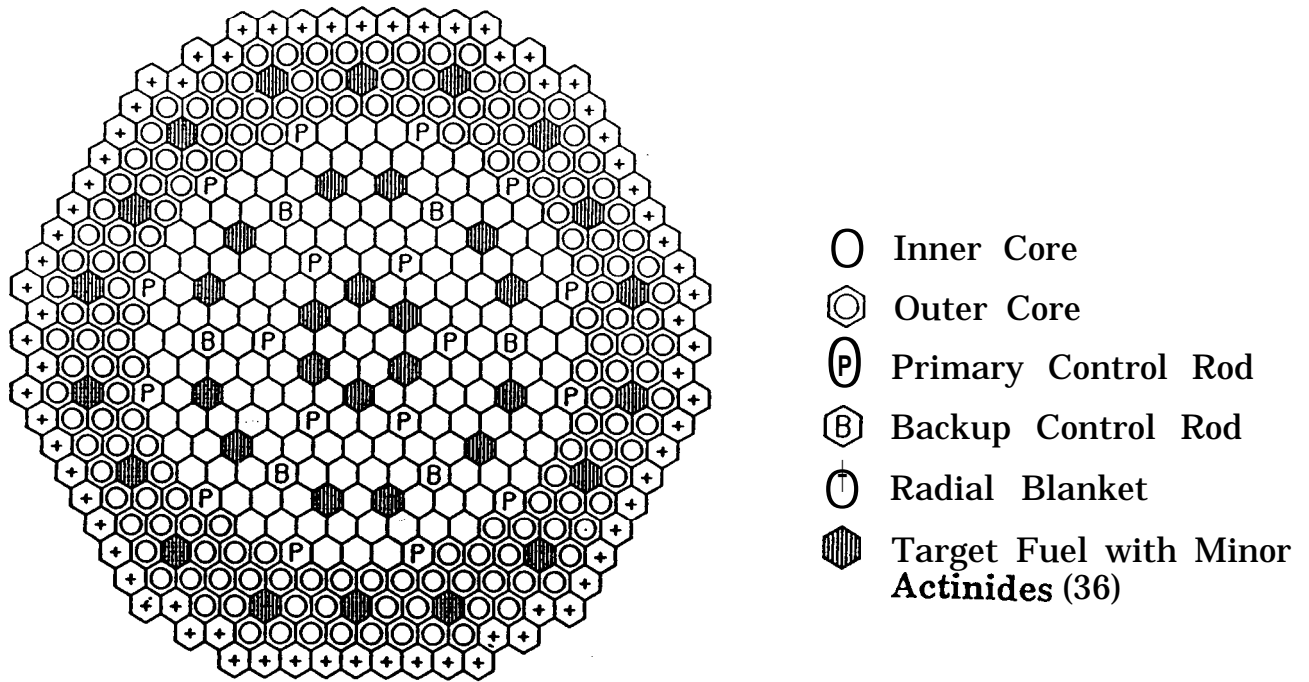 P P
P P
B B
P P
P P
B P P B
P P
P P
B B
P P
P P
Inner Core
Outer Core
P Primary Control Rod
B Backup Control Rod
Radial Blanket
Target Fuel with Minor
Actinides (36)